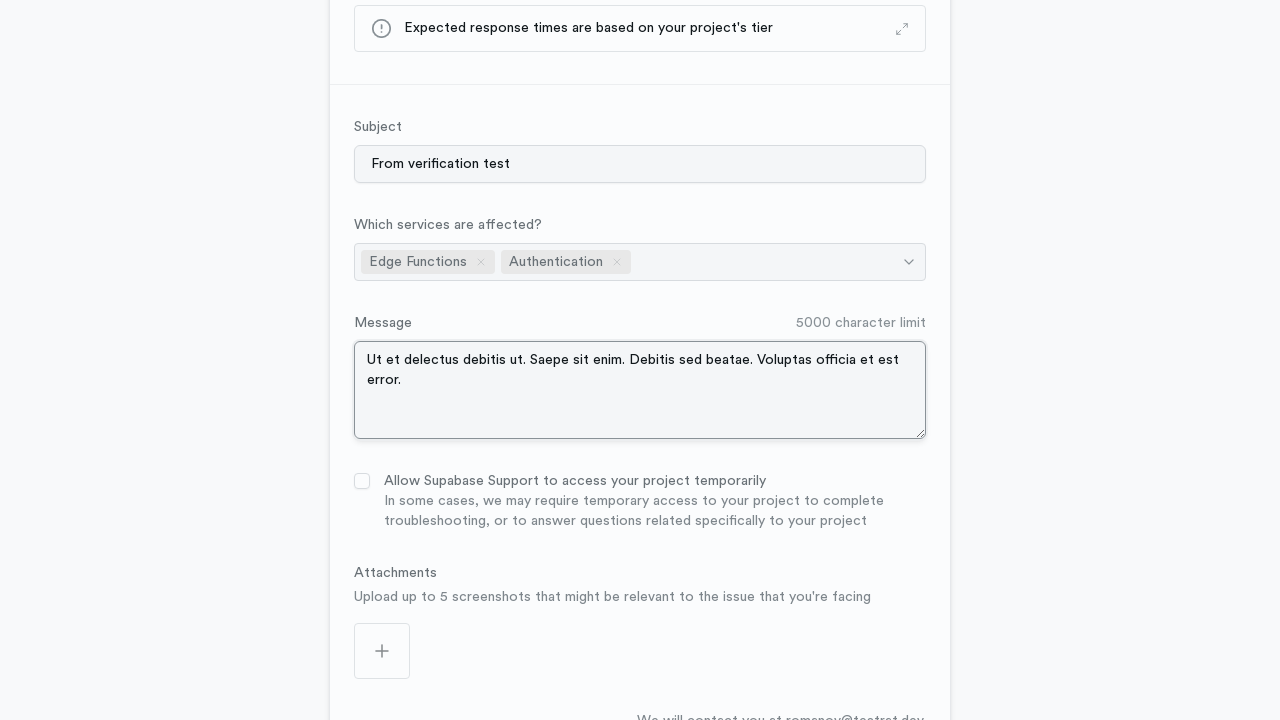 Expected response times are based on your project's tier
Subject
From verification test
Which services are affected?
Edge Functions Authentication
Message 5000 character limit
Ut et delectus debitis ut. Saepe sit enim. Debitis sed beatae. Voluptas officia et est
error.
Allow Supabase Support to access your project temporarily
In some cases, we may require temporary access to your project to complete
troubleshooting, or to answer questions related specifically to your project
Attachments
Upload up to 5 screenshots that might be relevant to the issue that you're facing
We will contact you at